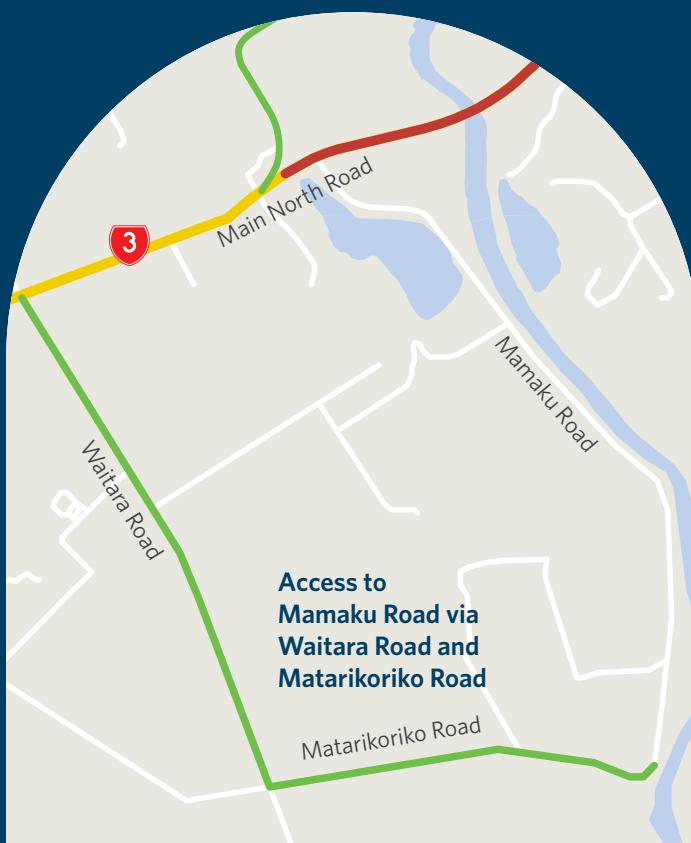 Main North Road
3
Mamaku Road
Waitara Road
Access to
Mamaku Road via
Waitara Road and
Matarikoriko Road
Matarikoriko Road